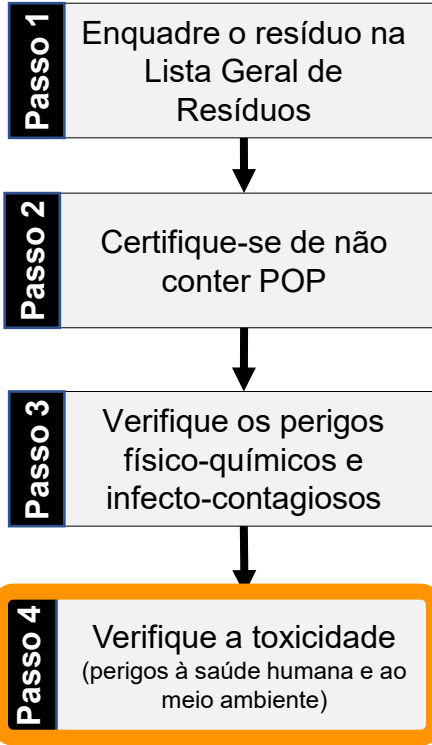 Passo 1
Enquadre o resíduo na
Lista Geral de
Resíduos
Passo 2
Certifique-se de não
conter POP
Passo 3
Verifique os perigos
físico-químicos e
infecto-contagiosos
Passo 4
Verifique a toxicidade
(perigos à saúde humana e ao
meio ambiente)